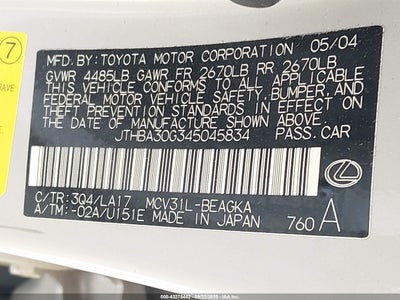 7
MFD. BY: TOYOTA MOTOR CORPORATION 05/04
GVWR 4485LB GAWR FR 2670LB RR 2670LB
THIS VEHICLE CONFORMS TO ALL APPLICABLE
FEDERAL MOTOR VEHICLE SAFETY, BUMPER, AND
THEFT PREVENTION STANDARDS IN EFFECT ON
THE DATE OF MANUFACTURE SHOWN ABOVE.
JTHBA30G345045834 PASS.CAR
C/TR: 3Q4/LA17 MCV31L-BEAGKA
A/TM: -02A/U151E MADE IN JAPAN 760 A